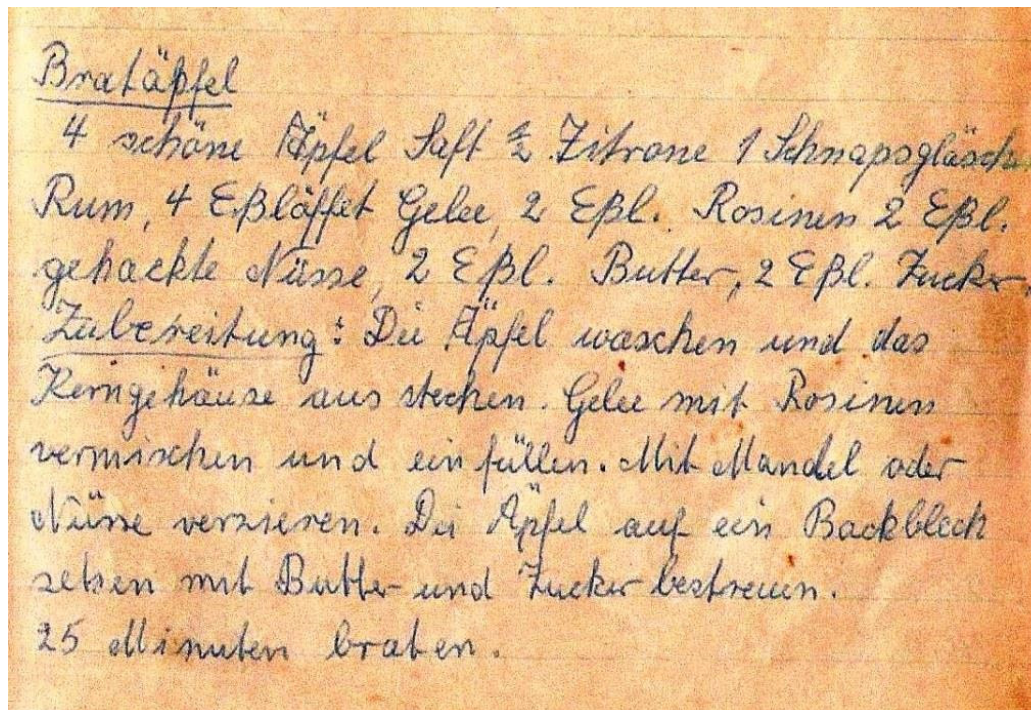 Bratäpfel
4 schöne Äpfel Saft ½ Zitrone 1 Schnapsgläsch.
Rum, 4 Eßlöffel Gelee, 2 Eßl. Rosinen 2 Eßl.
gehackte Nüsse, 2 Eßl. Butter, 2 Eßl. Zucker.
Zubereitung: Die Äpfel waschen und das
Kerngehäuse aus stechen. Gelee mit Rosinen
vermischen und ein füllen. Mit Mandel oder
Nüsse verzieren. Die Äpfel auf ein Backblech
setzen mit Butter und Zucker bestreuen.
25 Minuten braten.